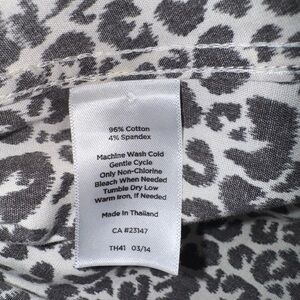 96% Cotton
4% Spandex
Machine Wash Cold
Gentle Cycle
Only Non-Chlorine
Bleach When Needed
Tumble Dry Low
Warm Iron, If Needed
Made In Thailand
CA #23147
TH41 03/14